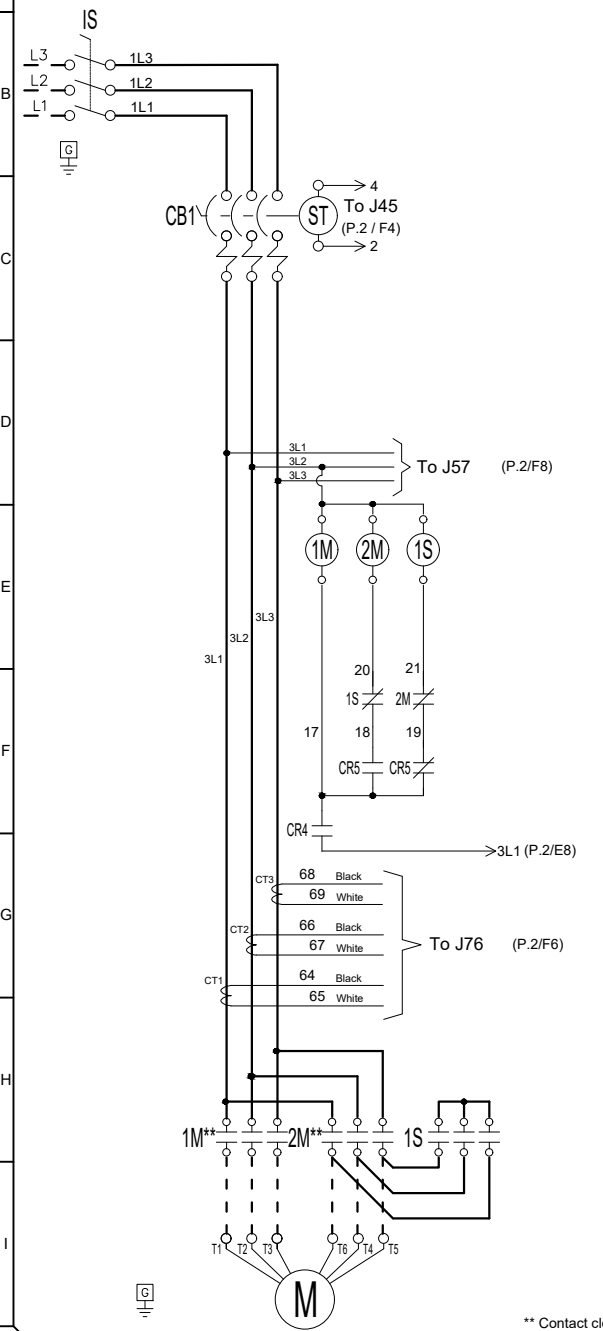 IS
L3 1L3
L2 1L2
B
L1 1L1
G
4
CB1 ST To J45
(P.2 / F4)
C
2
D
3L1
3L2 To J57 (P.2/F8)
3L3
1M 2M 1S
E
3L3
3L2
3L1
20 21
1S 2M
17 18 19
F
CR5 CR5
CR4
3L1 (P.2/E8)
68 Black
CT3
69 White
G
66 Black
CT2
67 White To J76 (P.2/F6)
64 Black
CT1
65 White
H
1M** 2M** 1S
I
T1 T2 T3 T6 T4 T5
G
M
** Contact clo